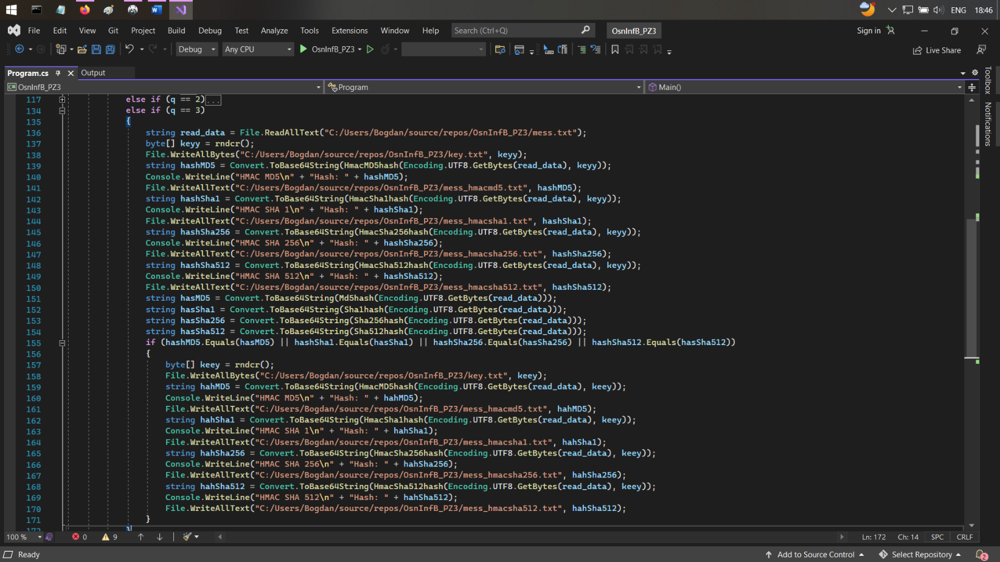 ENG 18:46
File Edit View Git Project Build Debug Test Analyze Tools Extensions Window Help Search (Ctrl+Q) OsnInfB_PZ3 Sign in
Debug Any CPU OsnInfB_PZ3 Live Share
Program.cs Output
C# OsnInfB_PZ3 Program Main()
117 else if (q == 2)...
134 else if (q == 3)
135 {
136 string read_data = File.ReadAllText("C:/Users/Bogdan/source/repos/OsnInfB_PZ3/mess.txt");
137 byte[] keyy = rndcr();
138 File.WriteAllBytes("C:/Users/Bogdan/source/repos/OsnInfB_PZ3/key.txt", keyy);
139 string hashMD5 = Convert.ToBase64String(HmacMD5hash(Encoding.UTF8.GetBytes(read_data), keyy));
140 Console.WriteLine("HMAC MD5\n" + "Hash: " + hashMD5);
141 File.WriteAllText("C:/Users/Bogdan/source/repos/OsnInfB_PZ3/mess_hmacmd5.txt", hashMD5);
142 string hashSha1 = Convert.ToBase64String(HmacSha1hash(Encoding.UTF8.GetBytes(read_data), keyy));
143 Console.WriteLine("HMAC SHA 1\n" + "Hash: " + hashSha1);
144 File.WriteAllText("C:/Users/Bogdan/source/repos/OsnInfB_PZ3/mess_hmacsha1.txt", hashSha1);
145 string hashSha256 = Convert.ToBase64String(HmacSha256hash(Encoding.UTF8.GetBytes(read_data), keyy));
146 Console.WriteLine("HMAC SHA 256\n" + "Hash: " + hashSha256);
147 File.WriteAllText("C:/Users/Bogdan/source/repos/OsnInfB_PZ3/mess_hmacsha256.txt", hashSha256);
148 string hashSha512 = Convert.ToBase64String(HmacSha512hash(Encoding.UTF8.GetBytes(read_data), keyy));
149 Console.WriteLine("HMAC SHA 512\n" + "Hash: " + hashSha512);
150 File.WriteAllText("C:/Users/Bogdan/source/repos/OsnInfB_PZ3/mess_hmacsha512.txt", hashSha512);
151 string hasMD5 = Convert.ToBase64String(Md5hash(Encoding.UTF8.GetBytes(read_data)));
152 string hasSha1 = Convert.ToBase64String(Sha1hash(Encoding.UTF8.GetBytes(read_data)));
153 string hasSha256 = Convert.ToBase64String(Sha256hash(Encoding.UTF8.GetBytes(read_data)));
154 string hasSha512 = Convert.ToBase64String(Sha512hash(Encoding.UTF8.GetBytes(read_data)));
155 if (hashMD5.Equals(hasMD5) || hashSha1.Equals(hasSha1) || hashSha256.Equals(hasSha256) || hashSha512.Equals(hasSha512))
156 {
157 byte[] keey = rndcr();
158 File.WriteAllBytes("C:/Users/Bogdan/source/repos/OsnInfB_PZ3/key.txt", keey);
159 string hahMD5 = Convert.ToBase64String(HmacMD5hash(Encoding.UTF8.GetBytes(read_data), keey));
160 Console.WriteLine("HMAC MD5\n" + "Hash: " + hahMD5);
161 File.WriteAllText("C:/Users/Bogdan/source/repos/OsnInfB_PZ3/mess_hmacmd5.txt", hahMD5);
162 string hahSha1 = Convert.ToBase64String(HmacSha1hash(Encoding.UTF8.GetBytes(read_data), keey));
163 Console.WriteLine("HMAC SHA 1\n" + "Hash: " + hahSha1);
164 File.WriteAllText("C:/Users/Bogdan/source/repos/OsnInfB_PZ3/mess_hmacsha1.txt", hahSha1);
165 string hahSha256 = Convert.ToBase64String(HmacSha256hash(Encoding.UTF8.GetBytes(read_data), keey));
166 Console.WriteLine("HMAC SHA 256\n" + "Hash: " + hahSha256);
167 File.WriteAllText("C:/Users/Bogdan/source/repos/OsnInfB_PZ3/mess_hmacsha256.txt", hahSha256);
168 string hahSha512 = Convert.ToBase64String(HmacSha512hash(Encoding.UTF8.GetBytes(read_data), keey));
169 Console.WriteLine("HMAC SHA 512\n" + "Hash: " + hahSha512);
170 File.WriteAllText("C:/Users/Bogdan/source/repos/OsnInfB_PZ3/mess_hmacsha512.txt", hahSha512);
171 }
172 }
Toolbox
Notifications
100 % 0 9 Ln: 172 Ch: 14 SPC CRLF
Ready Add to Source Control Select Repository 2